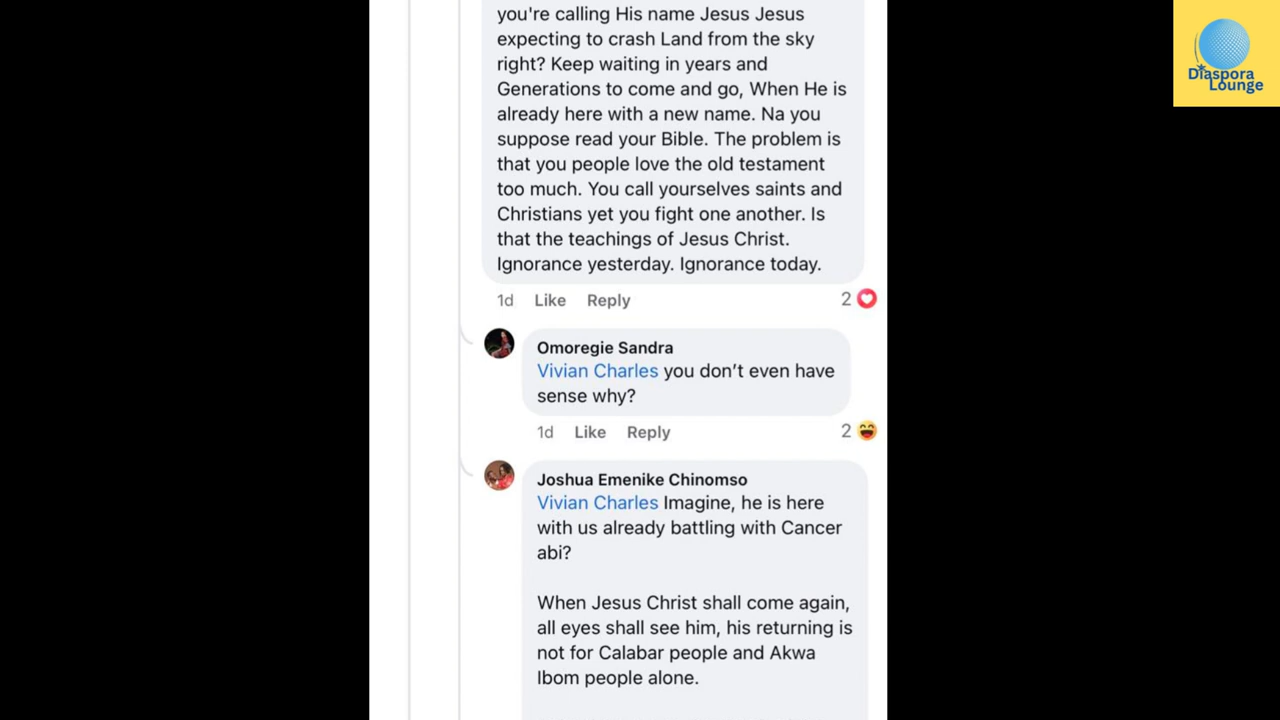 you're calling His name Jesus Jesus
expecting to crash Land from the sky
right? Keep waiting in years and
Generations to come and go, When He is
already here with a new name. Na you
suppose read your Bible. The problem is
that you people love the old testament
too much. You call yourselves saints and
Christians yet you fight one another. Is
that the teachings of Jesus Christ.
Ignorance yesterday. Ignorance today.
1d Like Reply 2
Omoregie Sandra
Vivian Charles you don’t even have
sense why?
1d Like Reply 2
Joshua Emenike Chinomso
Vivian Charles Imagine, he is here
with us already battling with Cancer
abi?
When Jesus Christ shall come again,
all eyes shall see him, his returning is
not for Calabar people and Akwa
Ibom people alone.
Diaspora
Lounge